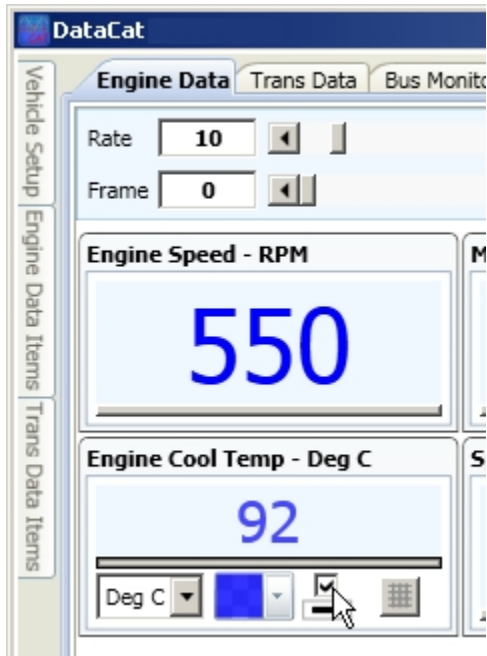 DataCat
Engine Data Trans Data Bus Monito
Vehicle Setup
Engine Data Items
Trans Data Items
Rate 10
Frame 0
Engine Speed - RPM M
550
Engine Cool Temp - Deg C S
92
Deg C